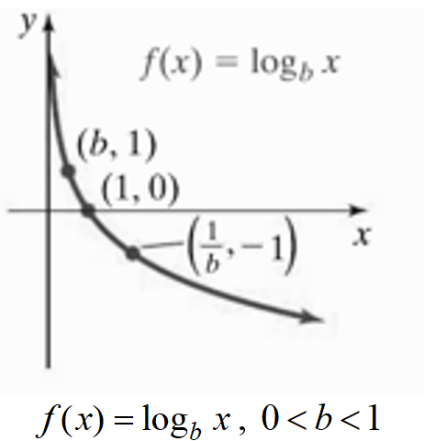 y
f(x) = log_b x
(b, 1)
(1, 0)
x
(1/b, −1)
f(x) = log_b x , 0 < b < 1